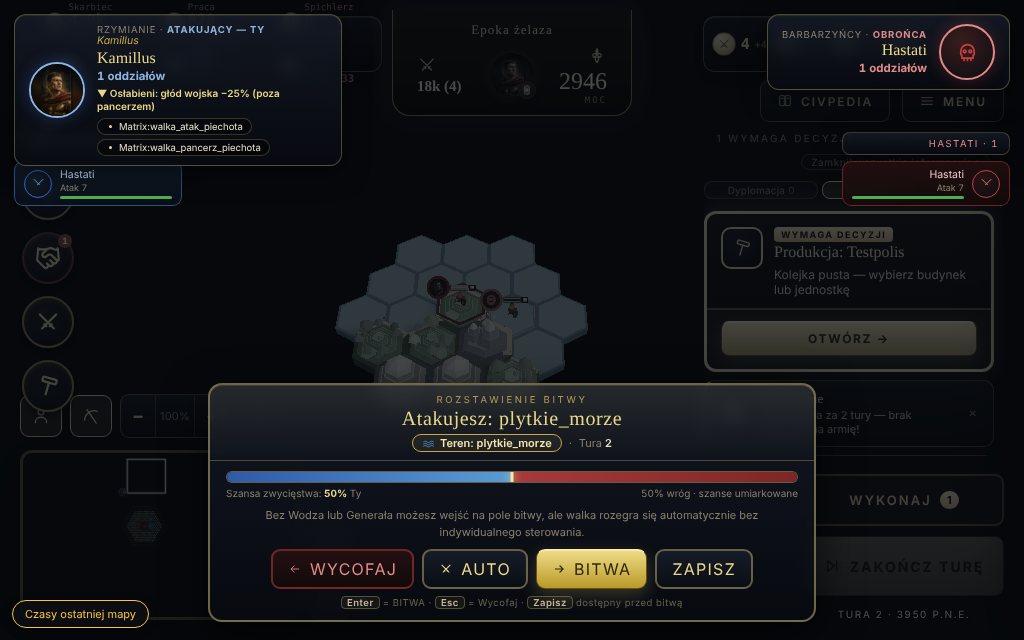 Skarbiec
Praca
Spichlerz
RZYMIANIE · ATAKUJĄCY — TY
Kamillus
Kamillus
1 oddziałów
▼ Osłabieni: głód wojska −25% (poza
pancerzem)
• Matrix:walka_atak_piechota
• Matrix:walka_pancerz_piechota
Hastati
Atak 7
33
Epoka żelaza
18k (4)
2946
MOC
4 +4
BARBARZYŃCY · OBROŃCA
Hastati
1 oddziałów
CIVPEDIA
MENU
1 WYMAGA DECYZJ
HASTATI · 1
Dyplomacja 0
Hastati
Atak 7
WYMAGA DECYZJI
Produkcja: Testpolis
Kolejka pusta — wybierz budynek
lub jednostkę
OTWÓRZ →
1
100%
za 2 tury — brak
armię!
×
ROZSTAWIENIE BITWY
Atakujesz: plytkie_morze
Teren: plytkie_morze · Tura 2
Szansa zwycięstwa: 50% Ty
50% wróg · szanse umiarkowane
Bez Wodza lub Generała możesz wejść na pole bitwy, ale walka rozegra się automatycznie bez
indywidualnego sterowania.
← WYCOFAJ
AUTO
→ BITWA
ZAPISZ
Enter = BITWA · Esc = Wycofaj · Zapisz dostępny przed bitwą
WYKONAJ 1
ZAKOŃCZ TURĘ
TURA 2 · 3950 P.N.E.
Czasy ostatniej mapy